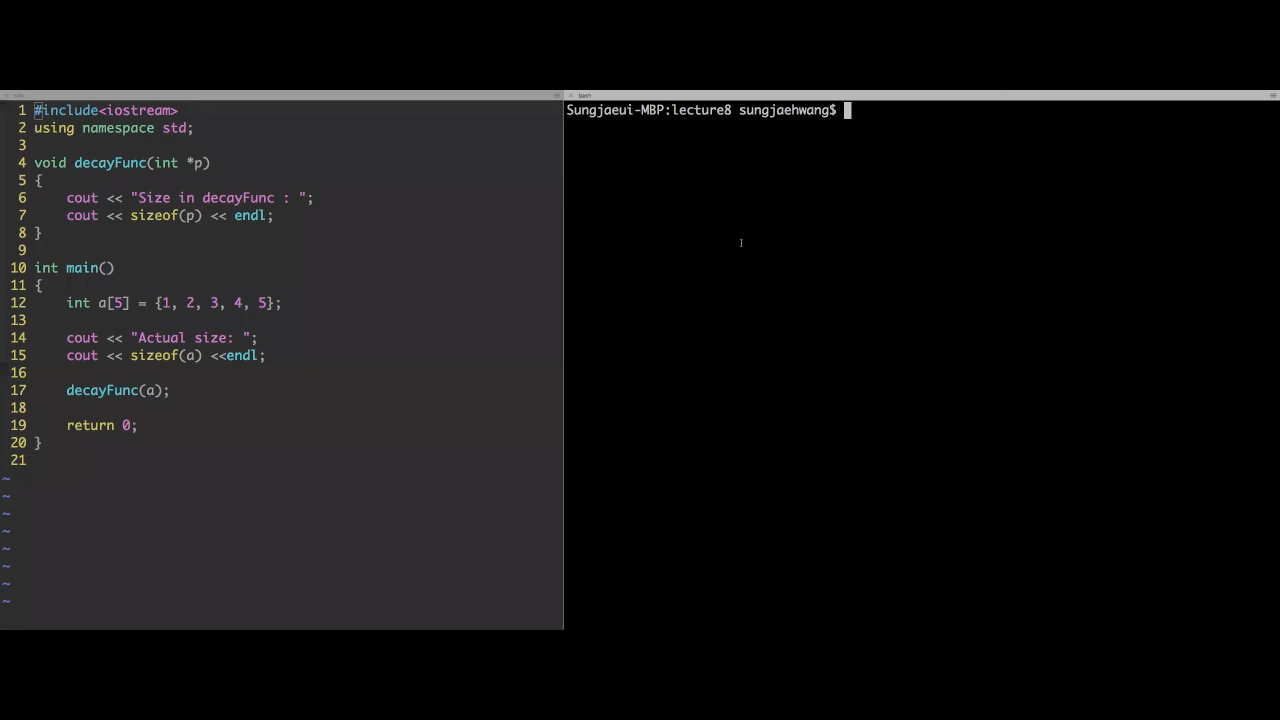 1 #include<iostream>
2 using namespace std;
3
4 void decayFunc(int *p)
5 {
6     cout << "Size in decayFunc : ";
7     cout << sizeof(p) << endl;
8 }
9
10 int main()
11 {
12     int a[5] = {1, 2, 3, 4, 5};
13
14     cout << "Actual size: ";
15     cout << sizeof(a) <<endl;
16
17     decayFunc(a);
18
19     return 0;
20 }
21
~
~
~
~
~
~
~
~
bash
Sungjaeui-MBP:lecture8 sungjaehwang$